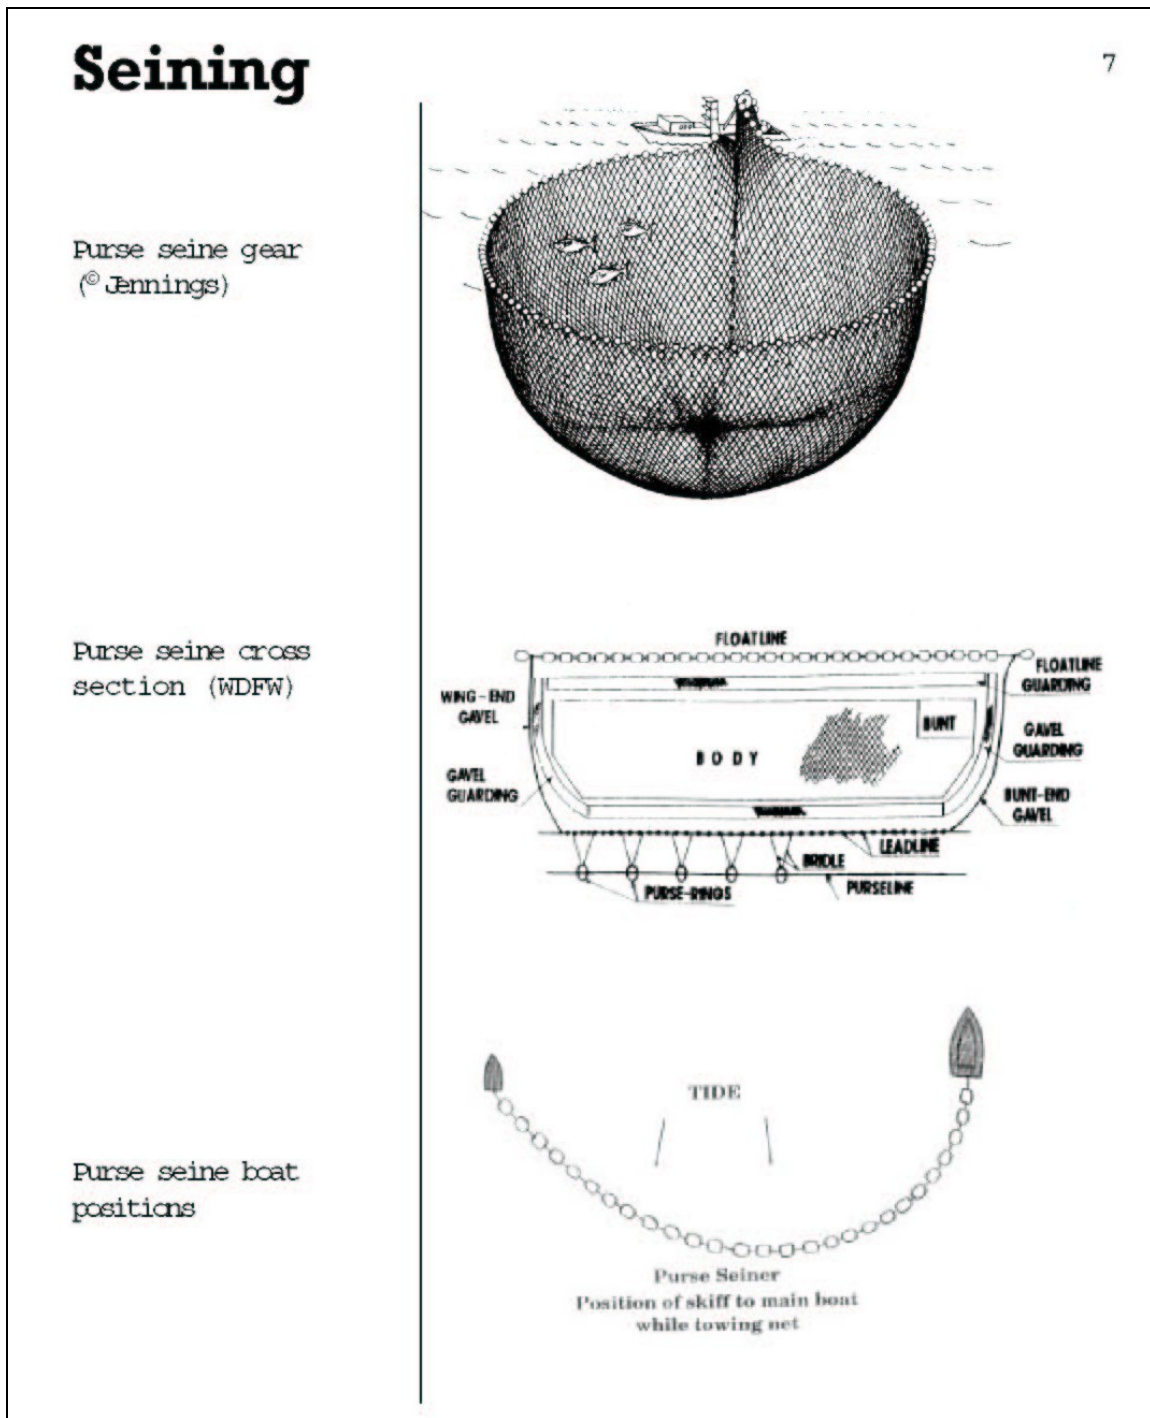 Seining
7
Purse seine gear
(© Jennings)
Purse seine cross
section (WDFW)
FLOATLINE
FLOATLINE
GUARDING
WING-END
GAVEL
BUNT
GAVEL
GUARDING
BODY
GAVEL
GUARDING
BUNT-END
GAVEL
LEADLINE
BRIDLE
PURSE-RINGS
PURSELINE
TIDE
Purse seine boat
positions
Purse Seiner
Position of skiff to main boat
while towing net